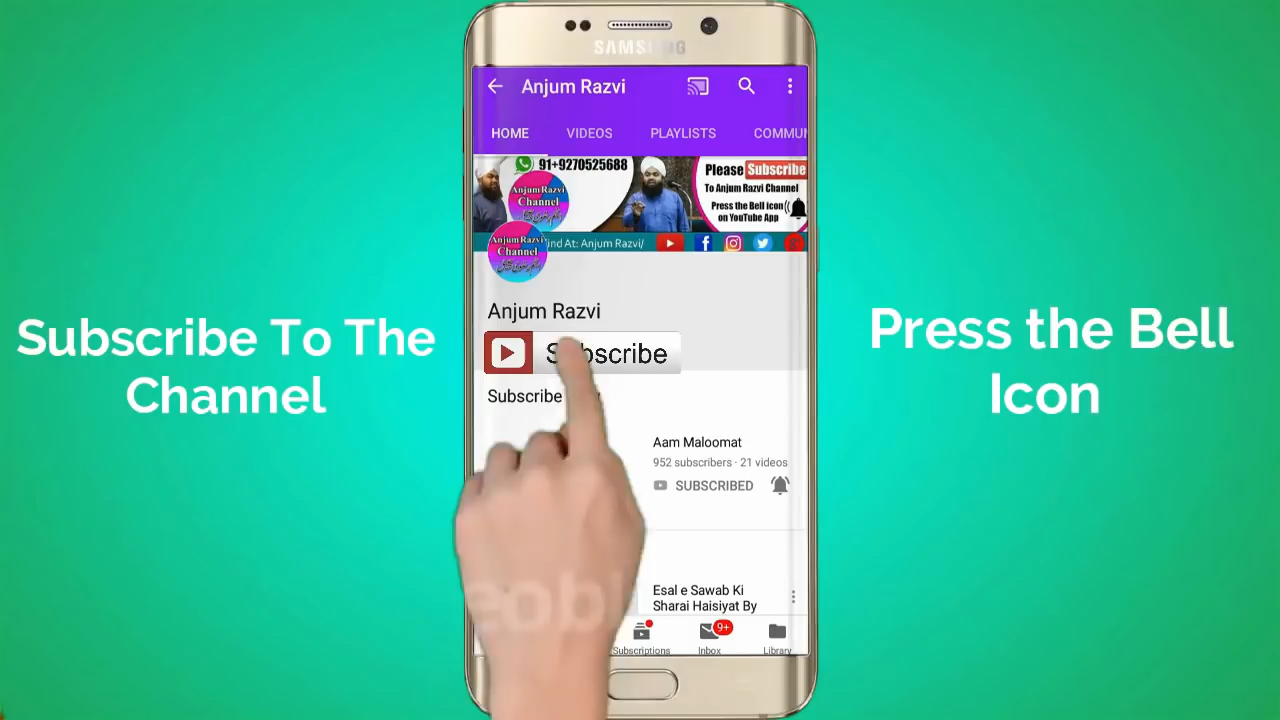 SAMSUNG
Anjum Razvi
HOME VIDEOS PLAYLISTS
91+9270525688
Please Subscribe
To Anjum Razvi Channel
Press the Bell icon
on YouTube App
Anjum Razvi
Channel
Anjum Razvi
Channel
ind At: Anjum Razvi/
Anjum Razvi
Subscribe
Subscribe
Subscribe To The
Channel
Press the Bell
Icon
Aam Maloomat
952 subscribers · 21 videos
SUBSCRIBED
Esal e Sawab Ki
Sharai Haisiyat By
9+
Subscriptions Inbox Library